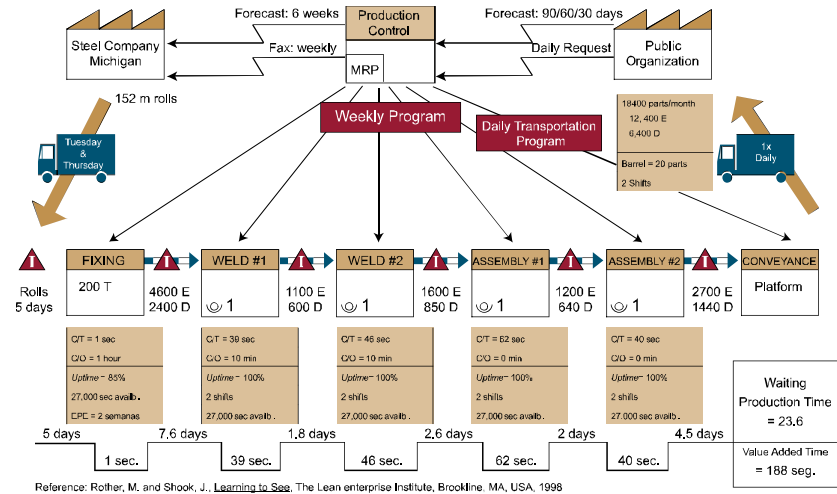 Forecast: 6 weeks
Production
Control
Forecast: 90/60/30 days
Steel Company
Michigan
Fax: weekly
MRP
Daily Request
Public
Organization
152 m rolls
Tuesday
&
Thursday
Weekly Program
Daily Transportation
Program
18400 parts/month
12, 400 E
6,400 D
Barrel = 20 parts
2 Shifts
1x
Daily
I
Rolls
5 days
FIXING
200 T
I
4600 E
2400 D
WELD #1
1
I
1100 E
600 D
WELD #2
1
I
1600 E
850 D
ASSEMBLY #1
1
I
1200 E
640 D
ASSEMBLY #2
1
I
2700 E
1440 D
CONVEYANCE
Platform
C/T = 1 sec
C/O = 1 hour
Uptime = 85%
27,000 sec availb.
EPE = 2 semanas
C/T = 39 sec
C/O = 10 min
Uptime = 100%
2 shifts
27,000 sec availb.
C/T = 46 sec
C/O = 10 min
Uptime = 100%
2 shifts
27,000 sec availb.
C/T = 62 sec
C/O = 0 min
Uptime = 100%
2 shifts
27,000 sec availb.
C/T = 40 sec
C/O = 0 min
Uptime = 100%
2 shifts
27.000 sec availb.
5 days
1 sec.
7.6 days
39 sec.
1.8 days
46 sec.
2.6 days
62 sec.
2 days
40 sec.
4.5 days
Waiting
Production Time
= 23.6
Value Added Time
= 188 seg.
Reference: Rother, M. and Shook, J., Learning to See, The Lean enterprise Institute, Brookline, MA, USA, 1998